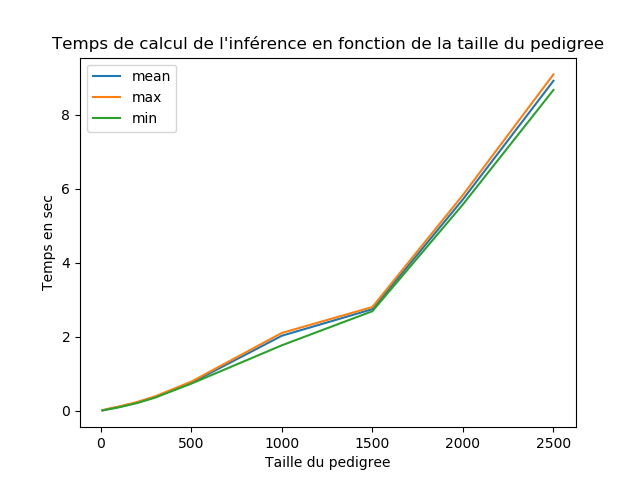 Temps de calcul de l'inférence en fonction de la taille du pedigree
mean
max
min
8
6
4
2
0
Temps en sec
0 500 1000 1500 2000 2500
Taille du pedigree